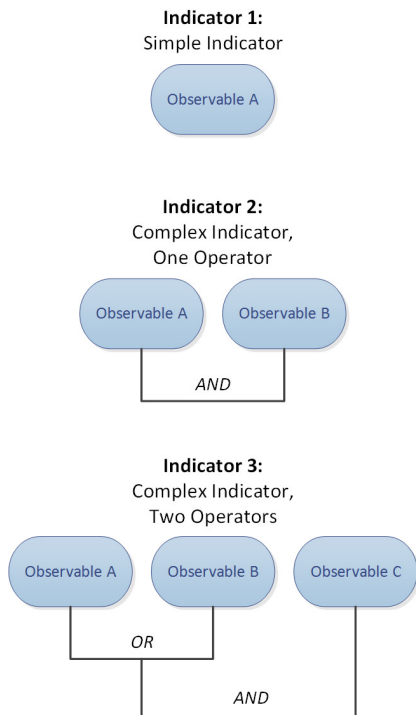 Indicator 1:
Simple Indicator
Observable A
Indicator 2:
Complex Indicator,
One Operator
Observable A
Observable B
AND
Indicator 3:
Complex Indicator,
Two Operators
Observable A
Observable B
Observable C
OR
AND